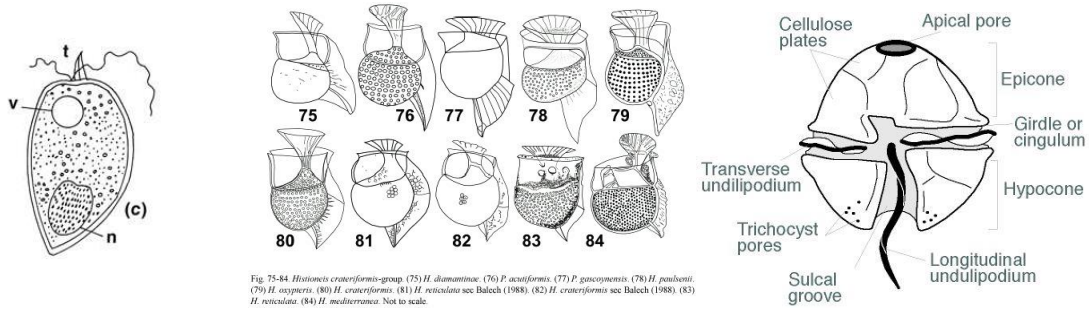 t
v
(c)
n
75
76
77
78
79
80
81
82
83
84
Fig. 75-84. Histioneis crateriformis-group. (75) H. diamantinae. (76) P. acutiformis. (77) P. gascoynensis. (78) H. paulsenii.
(79) H. oxypteris. (80) H. crateriformis. (81) H. reticulata see Balech (1988). (82) H. crateriformis see Balech (1988). (83)
H. reticulata. (84) H. mediterranea. Not to scale.
Cellulose
plates
Apical pore
Epicone
Girdle or
cingulum
Transverse
undilipodium
Hypocone
Trichocyst
pores
Sulcal
groove
Longitudinal
undulipodium